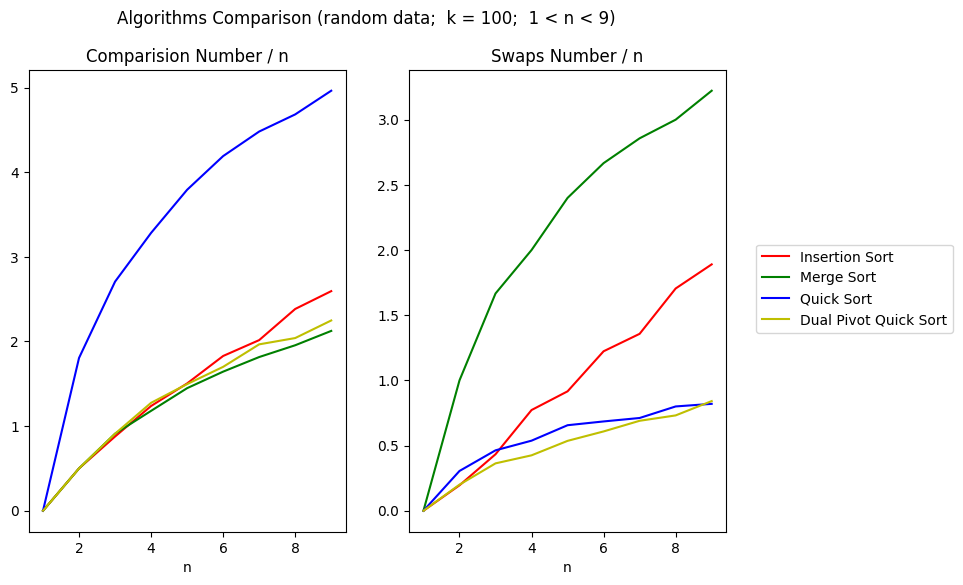 Algorithms Comparison (random data;  k = 100;  1 < n < 9)
Comparision Number / n
5
4
3
2
1
0
2 4 6 8
n
Swaps Number / n
3.0
2.5
2.0
1.5
1.0
0.5
0.0
2 4 6 8
n
Insertion Sort
Merge Sort
Quick Sort
Dual Pivot Quick Sort